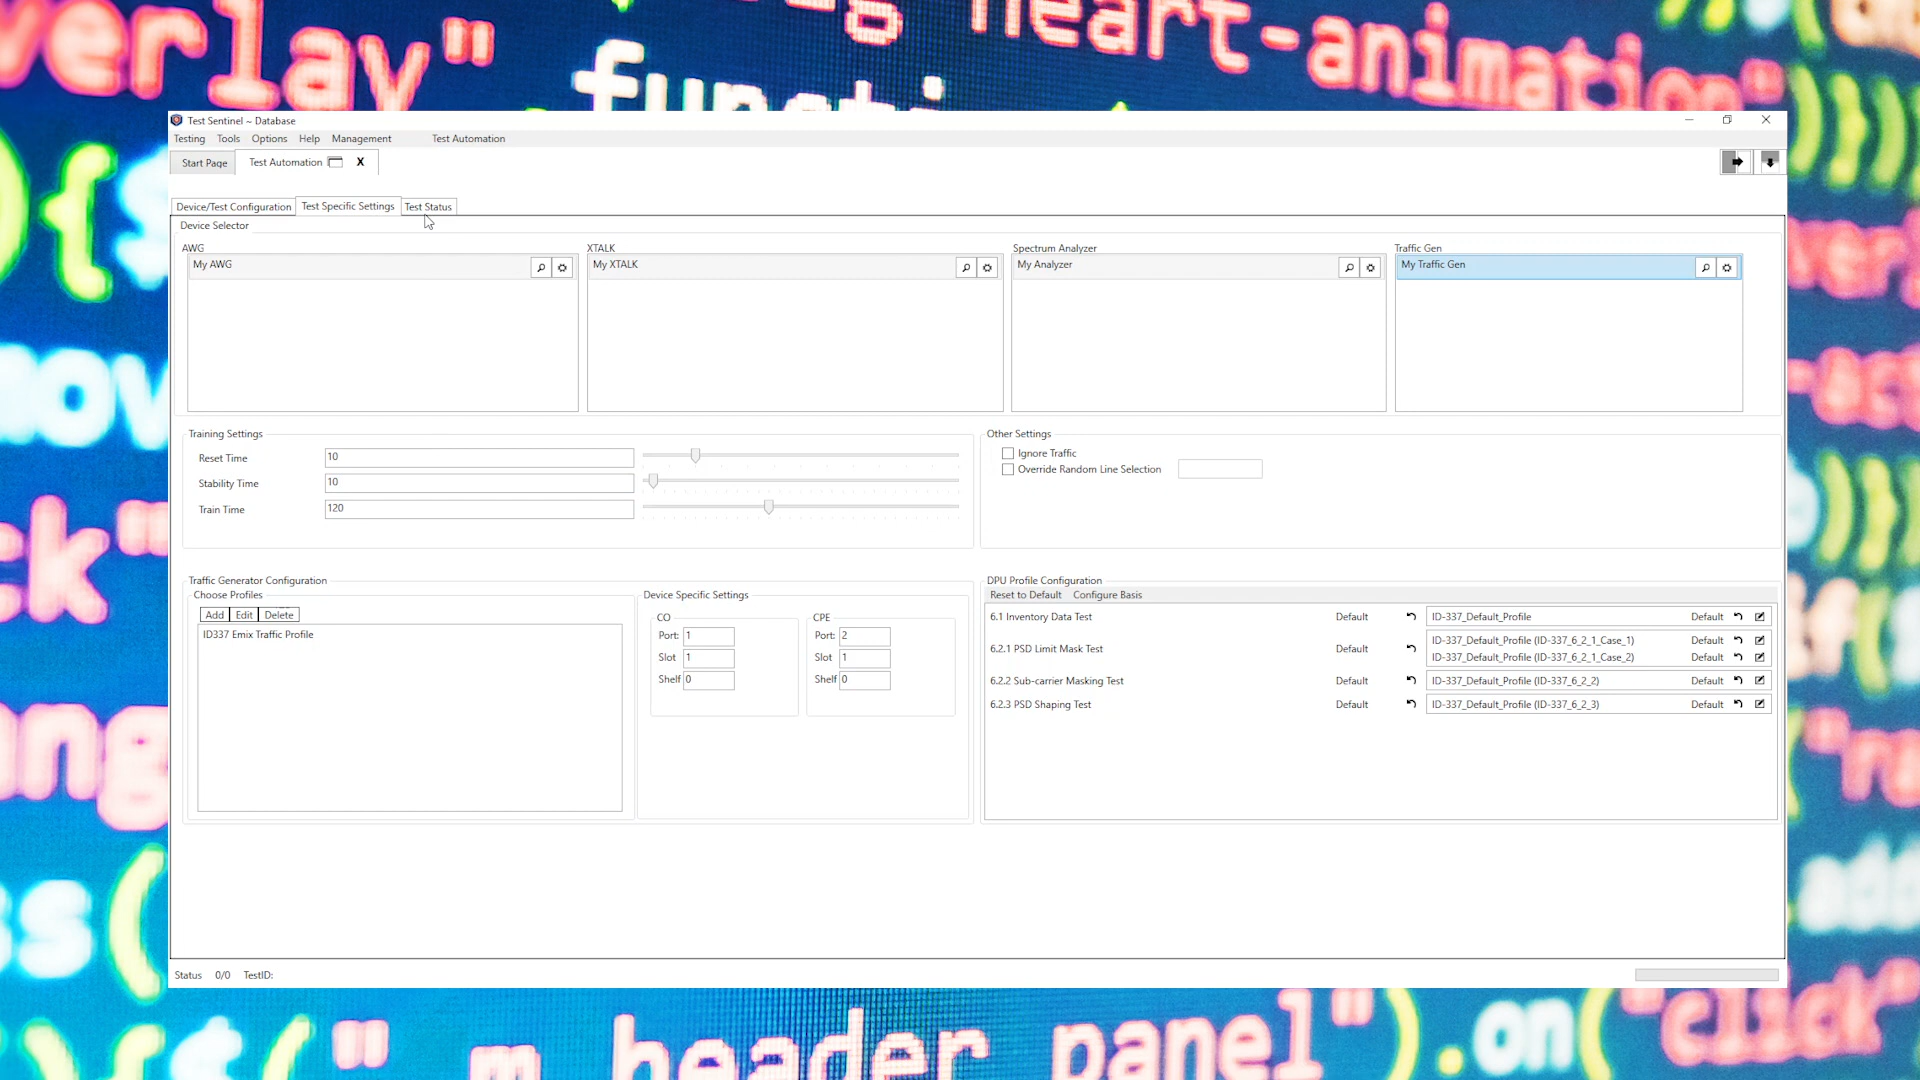 verlay"
function
heart-animation"
Test Sentinel ~ Database
Testing Tools Options Help Management Test Automation
Start Page Test Automation X
Device/Test Configuration Test Specific Settings Test Status
Device Selector
AWG XTALK Spectrum Analyzer Traffic Gen
My AWG My XTALK My Analyzer My Traffic Gen
Training Settings
Reset Time 10
Stability Time 10
Train Time 120
Other Settings
Ignore Traffic
Override Random Line Selection
Traffic Generator Configuration
Choose Profiles
Add Edit Delete
ID337 Emix Traffic Profile
Device Specific Settings
CO
Port: 1
Slot 1
Shelf 0
CPE
Port: 2
Slot 1
Shelf 0
DPU Profile Configuration
Reset to Default Configure Basis
6.1 Inventory Data Test Default ID-337_Default_Profile Default
6.2.1 PSD Limit Mask Test Default ID-337_Default_Profile (ID-337_6_2_1_Case_1) Default
ID-337_Default_Profile (ID-337_6_2_1_Case_2) Default
6.2.2 Sub-carrier Masking Test Default ID-337_Default_Profile (ID-337_6_2_2) Default
6.2.3 PSD Shaping Test Default ID-337_Default_Profile (ID-337_6_2_3) Default
Status 0/0 TestID:
header panel").on("click"